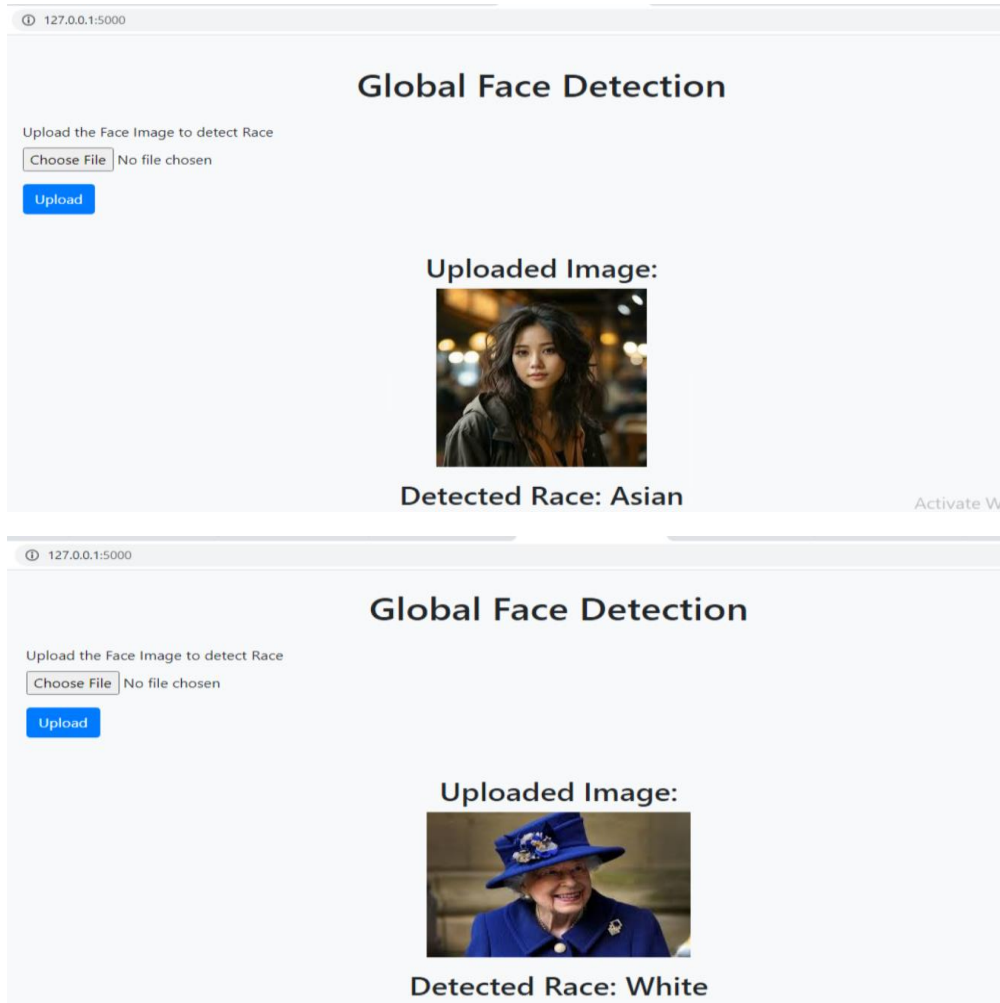 127.0.0.1:5000
Global Face Detection
Upload the Face Image to detect Race
Choose File No file chosen
Upload
Uploaded Image:
Detected Race: Asian
Activate W
127.0.0.1:5000
Global Face Detection
Upload the Face Image to detect Race
Choose File No file chosen
Upload
Uploaded Image:
Detected Race: White